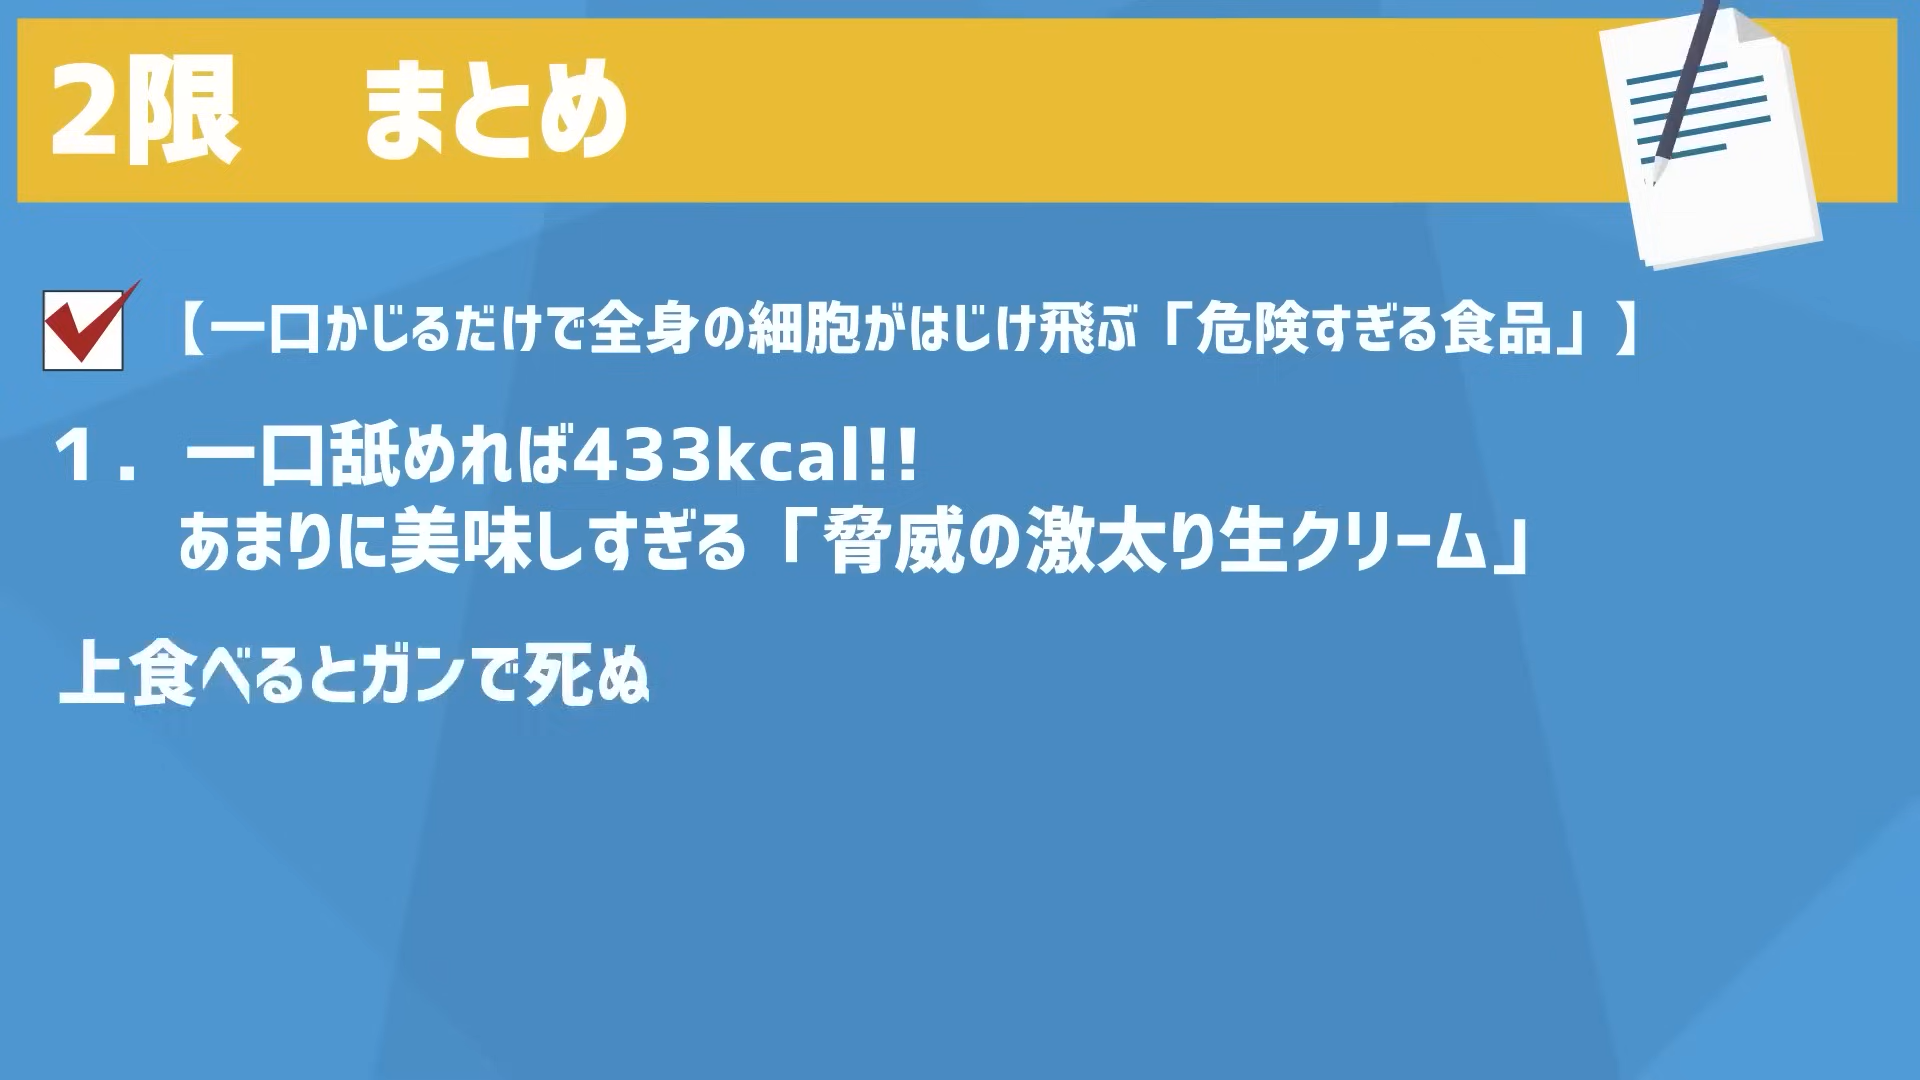 2限　まとめ
【一口かじるだけで全身の細胞がはじけ飛ぶ「危険すぎる食品」】
１．一口舐めれば433kcal!!
あまりに美味しすぎる「脅威の激太り生クリーム」
上食べるとガンで死ぬ